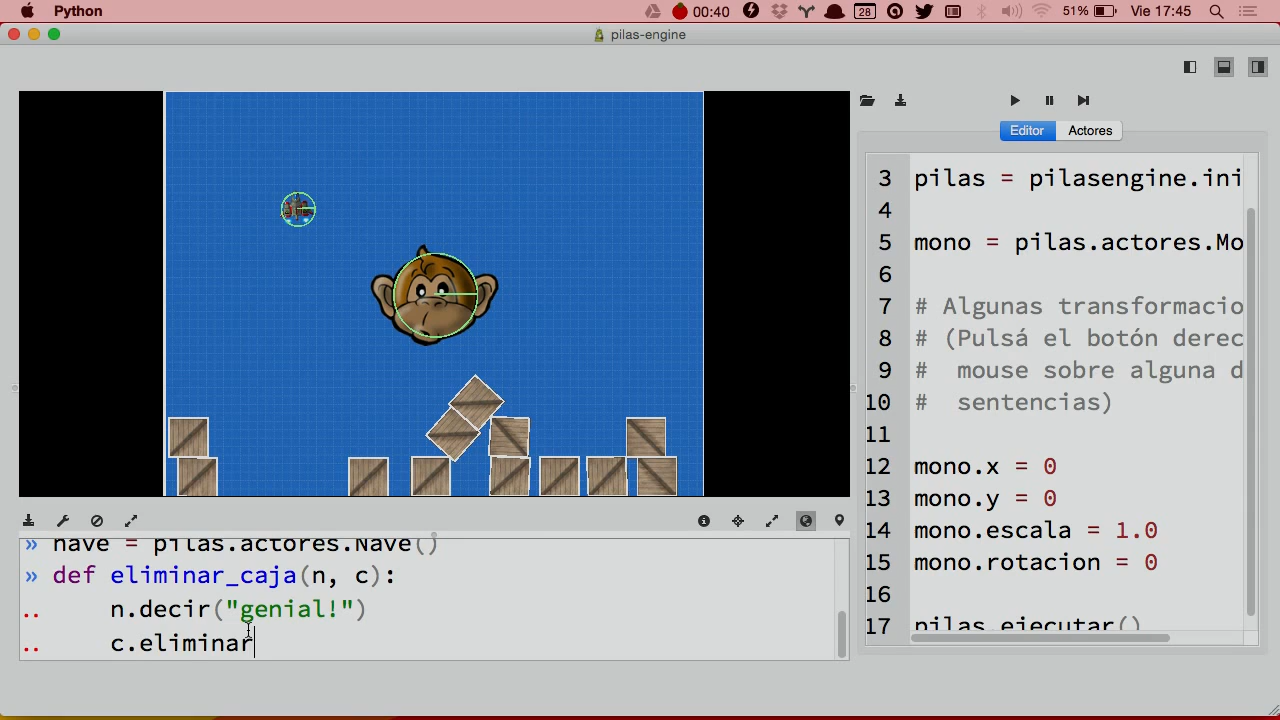 Python
00:40
28
51%
Vie 17:45
pilas-engine
Editor
Actores
3 pilas = pilasengine.ini
4
5 mono = pilas.actores.Mo
6
7 # Algunas transformacio
8 # (Pulsá el botón derec
9 #  mouse sobre alguna d
10 #  sentencias)
11
12 mono.x = 0
13 mono.y = 0
14 mono.escala = 1.0
15 mono.rotacion = 0
16
17 pilas.ejecutar()
» nave = pilas.actores.Nave()
» def eliminar_caja(n, c):
..     n.decir("genial!")
..     c.eliminar